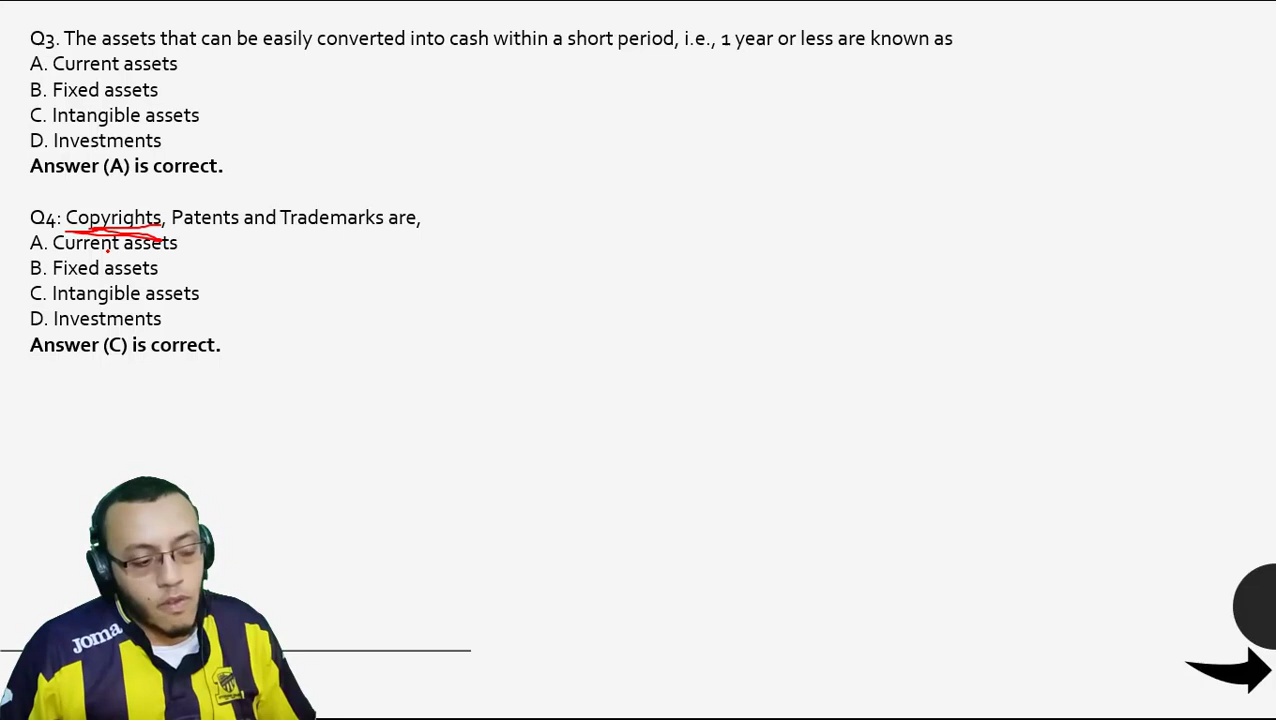 Q3. The assets that can be easily converted into cash within a short period, i.e., 1 year or less are known as
A. Current assets
B. Fixed assets
C. Intangible assets
D. Investments
Answer (A) is correct.
Q4: Copyrights, Patents and Trademarks are,
A. Current assets
B. Fixed assets
C. Intangible assets
D. Investments
Answer (C) is correct.
JOMA